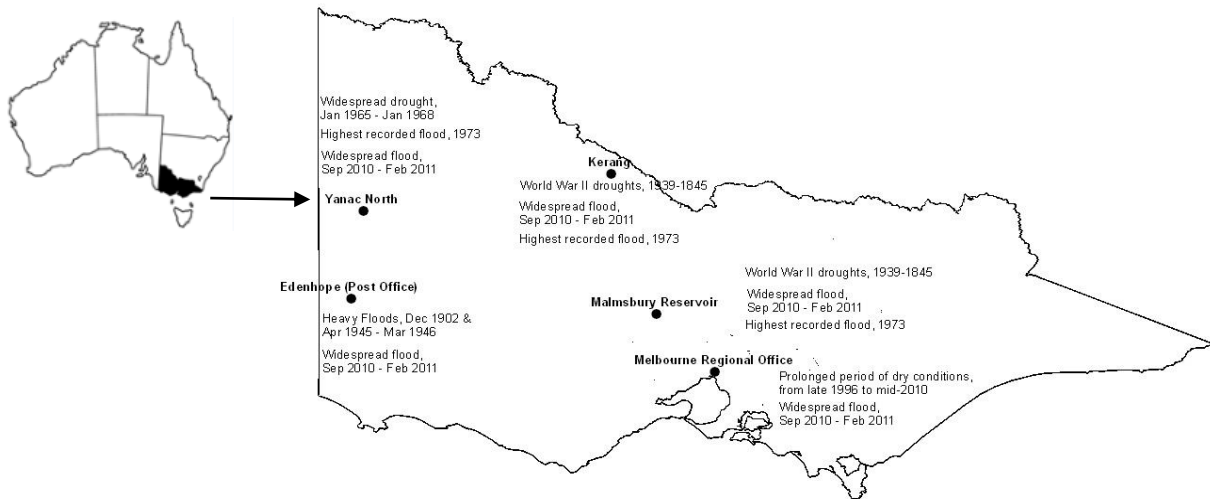 Widespread drought,
Jan 1965 - Jan 1968
Highest recorded flood, 1973
Widespread flood,
Sep 2010 - Feb 2011
Yanac North
Kerang
World War II droughts, 1939-1845
Widespread flood,
Sep 2010 - Feb 2011
Highest recorded flood, 1973
Edenhope (Post Office)
Heavy Floods, Dec 1902 &
Apr 1945 - Mar 1946
Widespread flood,
Sep 2010 - Feb 2011
Malmsbury Reservoir
World War II droughts, 1939-1845
Widespread flood,
Sep 2010 - Feb 2011
Highest recorded flood, 1973
Melbourne Regional Office
Prolonged period of dry conditions,
from late 1996 to mid-2010
Widespread flood,
Sep 2010 - Feb 2011